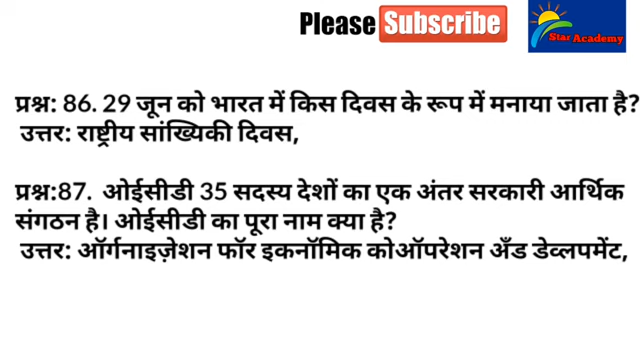 Please Subscribe
Star Academy
प्रश्न: 86. 29 जून को भारत में किस दिवस के रूप में मनाया जाता है?
उत्तर: राष्ट्रीय सांख्यिकी दिवस,
प्रश्न:87. ओईसीडी 35 सदस्य देशों का एक अंतर सरकारी आर्थिक
संगठन है। ओईसीडी का पूरा नाम क्या है?
उत्तर: ऑर्गनाइज़ेशन फॉर इकनॉमिक कोऑपरेशन अँड डेव्लपमेंट,